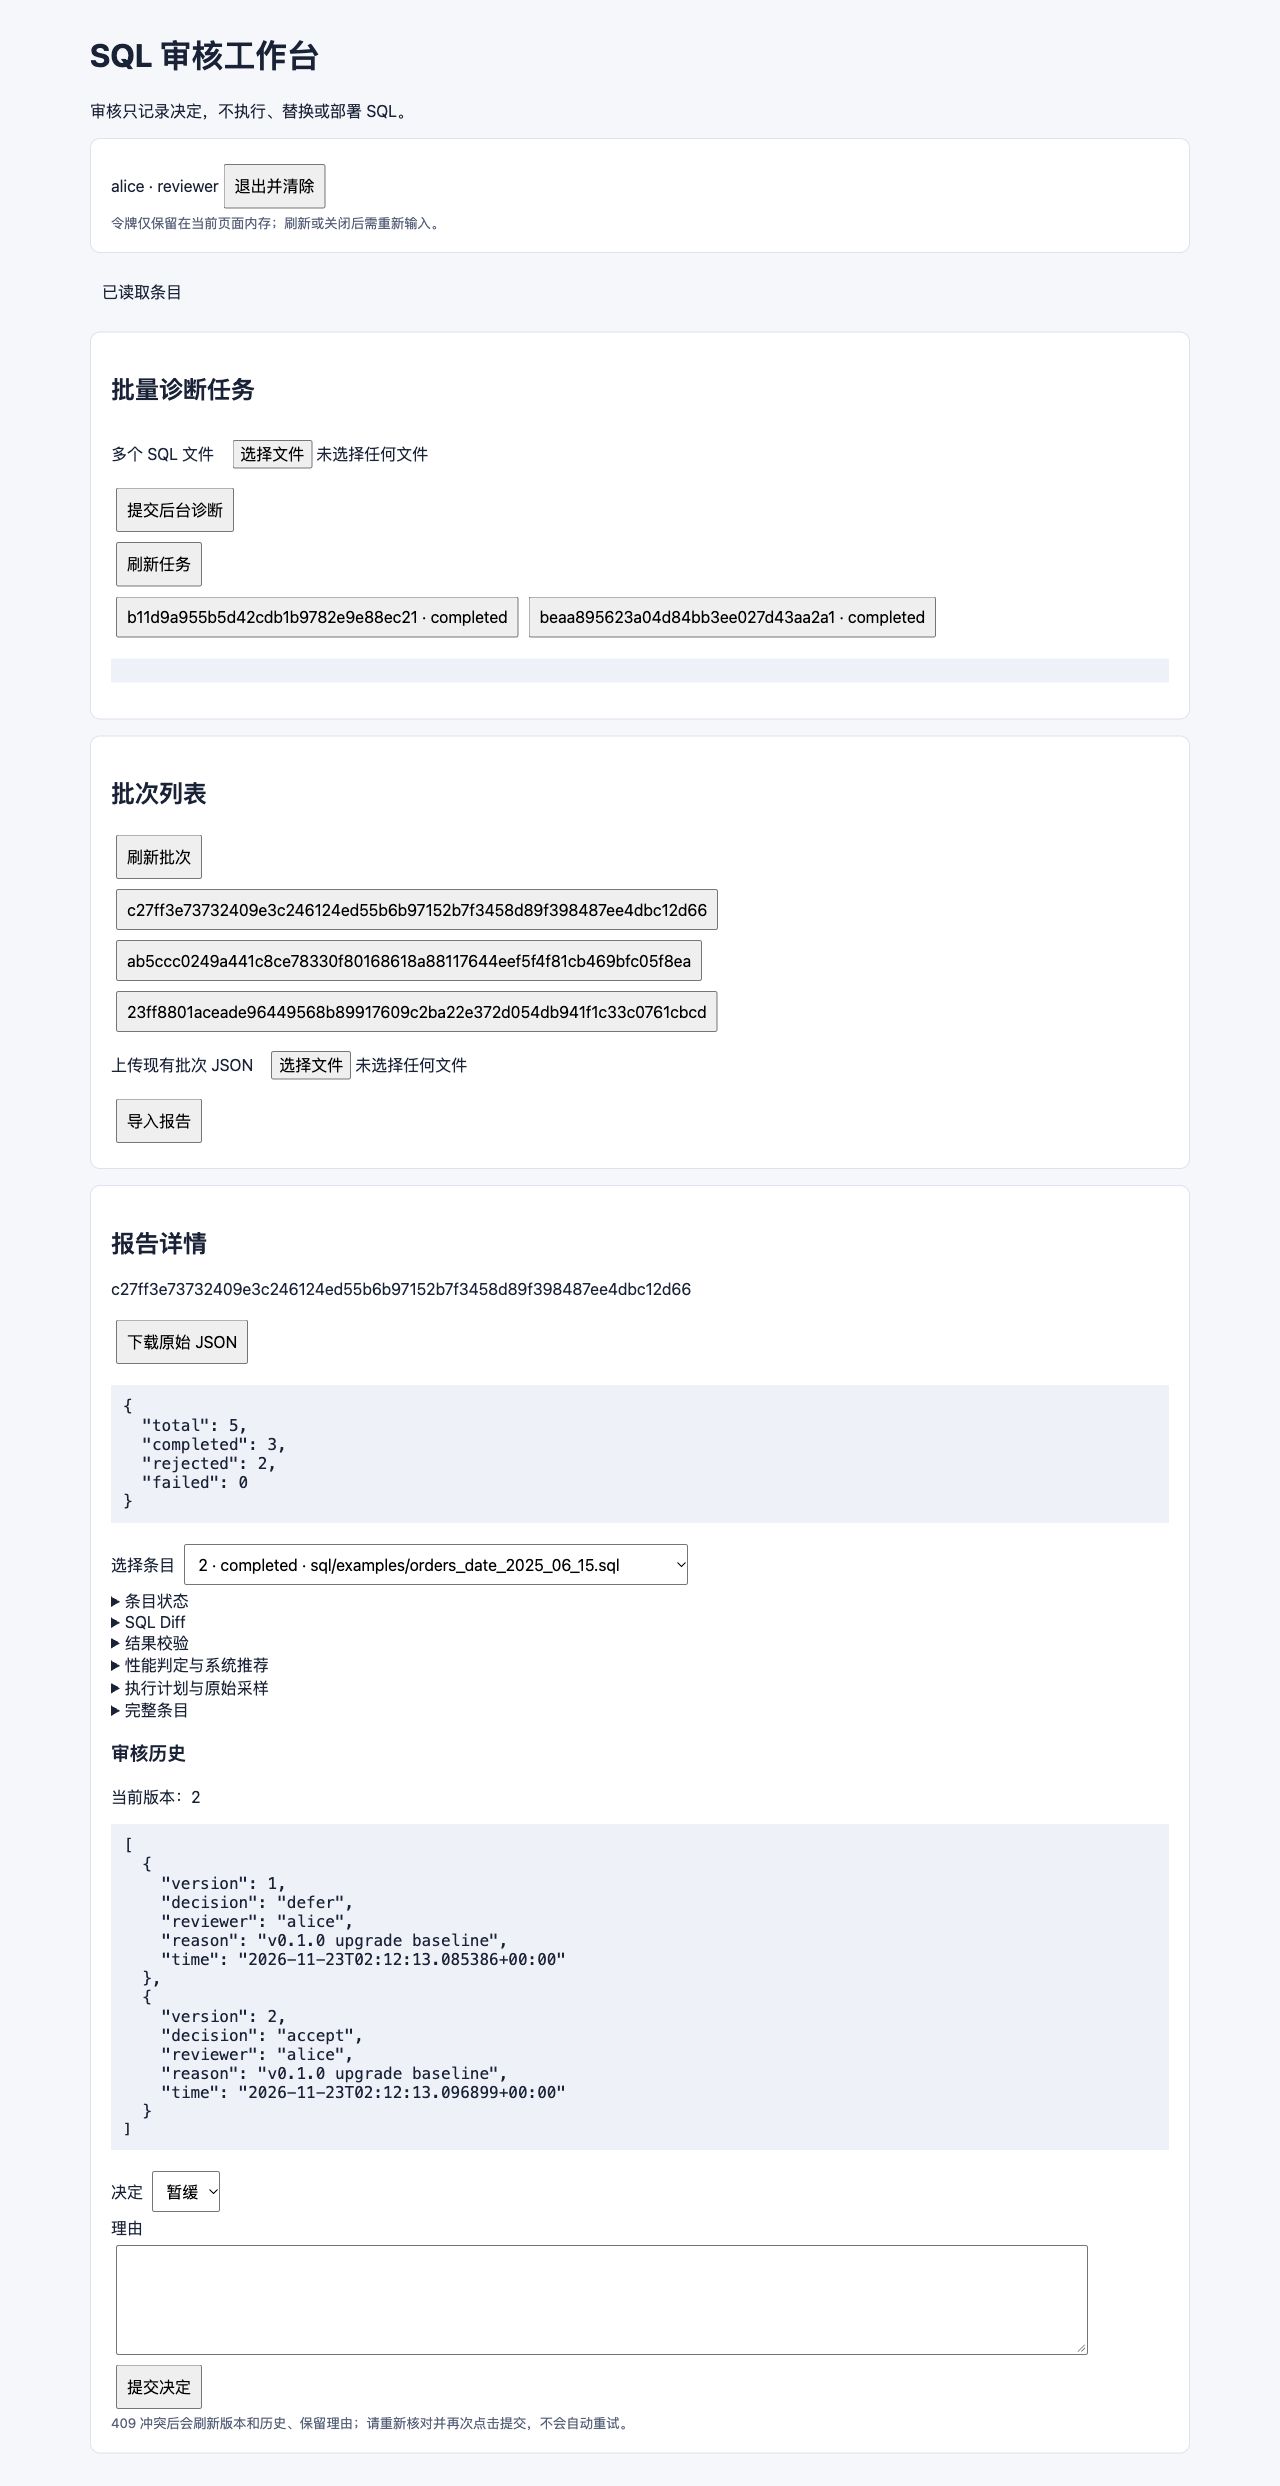 SQL 审核工作台
审核只记录决定，不执行、替换或部署 SQL。
alice · reviewer 退出并清除
令牌仅保留在当前页面内存；刷新或关闭后需重新输入。
已读取条目
批量诊断任务
多个 SQL 文件 选择文件 未选择任何文件
提交后台诊断
刷新任务
b11d9a955b5d42cdb1b9782e9e88ec21 · completed beaa895623a04d84bb3ee027d43aa2a1 · completed
批次列表
刷新批次
c27ff3e73732409e3c246124ed55b6b97152b7f3458d89f398487ee4dbc12d66
ab5ccc0249a441c8ce78330f80168618a88117644eef5f4f81cb469bfc05f8ea
23ff8801aceade96449568b89917609c2ba22e372d054db941f1c33c0761cbcd
上传现有批次 JSON 选择文件 未选择任何文件
导入报告
报告详情
c27ff3e73732409e3c246124ed55b6b97152b7f3458d89f398487ee4dbc12d66
下载原始 JSON
{
  "total": 5,
  "completed": 3,
  "rejected": 2,
  "failed": 0
}
选择条目 2 · completed · sql/examples/orders_date_2025_06_15.sql
▶ 条目状态
▶ SQL Diff
▶ 结果校验
▶ 性能判定与系统推荐
▶ 执行计划与原始采样
▶ 完整条目
审核历史
当前版本：2
[
  {
    "version": 1,
    "decision": "defer",
    "reviewer": "alice",
    "reason": "v0.1.0 upgrade baseline",
    "time": "2026-11-23T02:12:13.085386+00:00"
  },
  {
    "version": 2,
    "decision": "accept",
    "reviewer": "alice",
    "reason": "v0.1.0 upgrade baseline",
    "time": "2026-11-23T02:12:13.096899+00:00"
  }
]
决定 暂缓
理由
提交决定
409 冲突后会刷新版本和历史、保留理由；请重新核对并再次点击提交，不会自动重试。